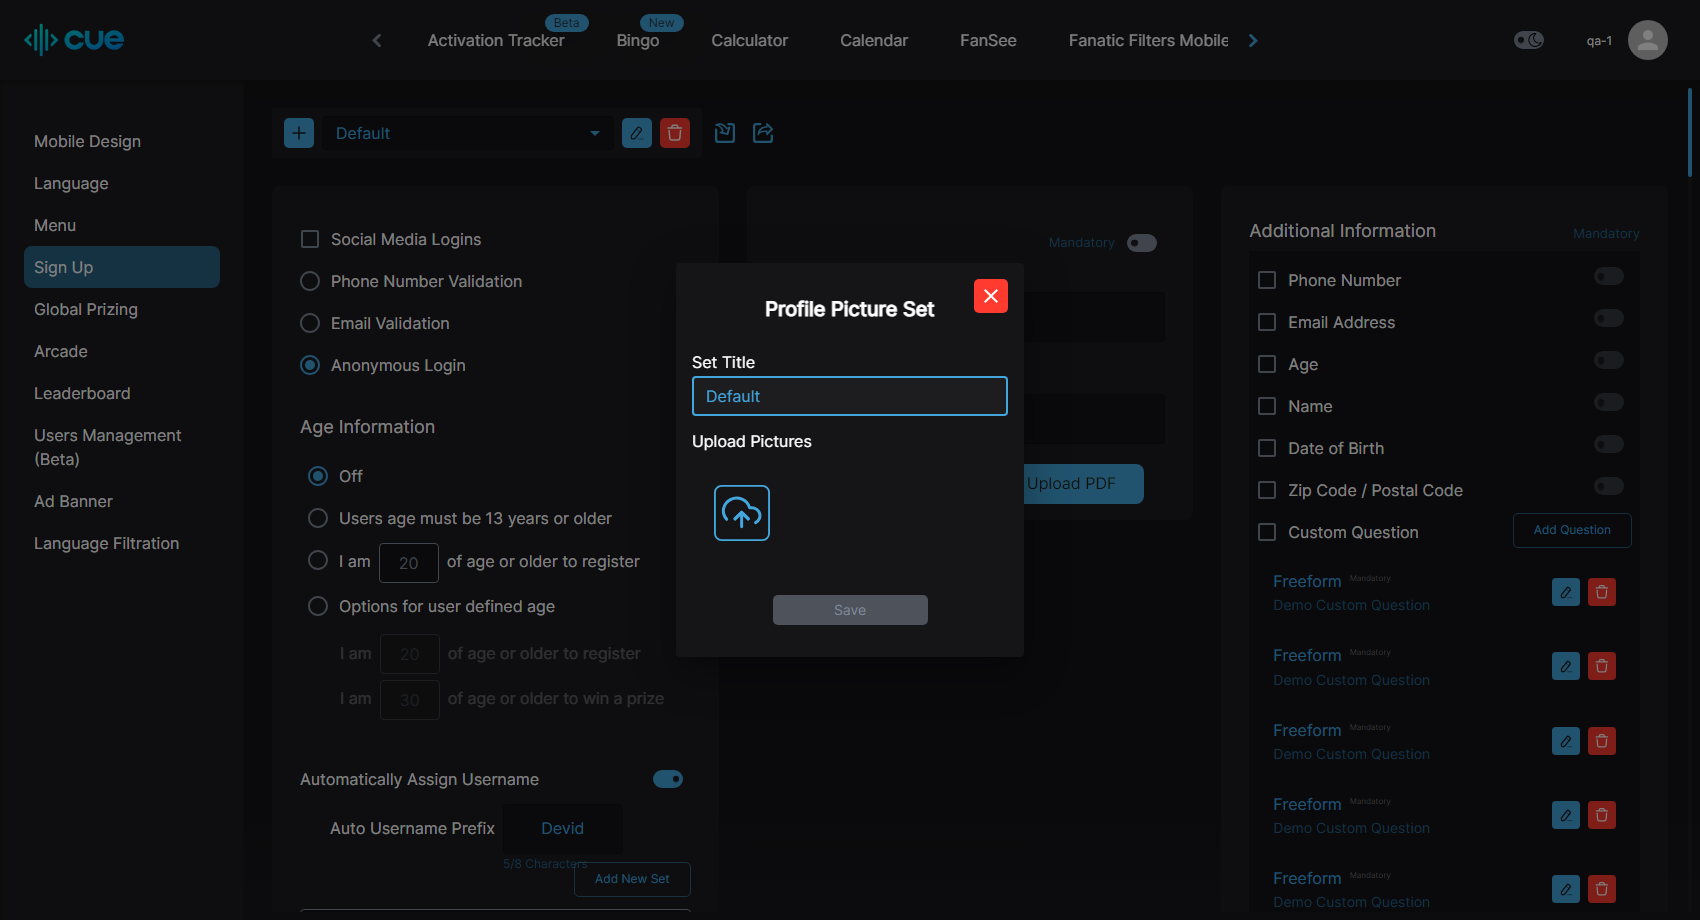 cue
Activation Tracker
Beta
Bingo
New
Calculator
Calendar
FanSee
Fanatic Filters Mobile
qa-1
Mobile Design
Language
Menu
Sign Up
Global Prizing
Arcade
Leaderboard
Users Management
(Beta)
Ad Banner
Language Filtration
Default
Social Media Logins
Phone Number Validation
Email Validation
Anonymous Login
Age Information
Off
Users age must be 13 years or older
I am 20 of age or older to register
Options for user defined age
I am 20 of age or older to register
I am 30 of age or older to win a prize
Automatically Assign Username
Auto Username Prefix Devid
5/8 Characters
Add New Set
Mandatory
Upload PDF
Profile Picture Set
Set Title
Default
Upload Pictures
Save
Additional Information Mandatory
Phone Number
Email Address
Age
Name
Date of Birth
Zip Code / Postal Code
Custom Question Add Question
Freeform Mandatory
Demo Custom Question
Freeform Mandatory
Demo Custom Question
Freeform Mandatory
Demo Custom Question
Freeform Mandatory
Demo Custom Question
Freeform Mandatory
Demo Custom Question